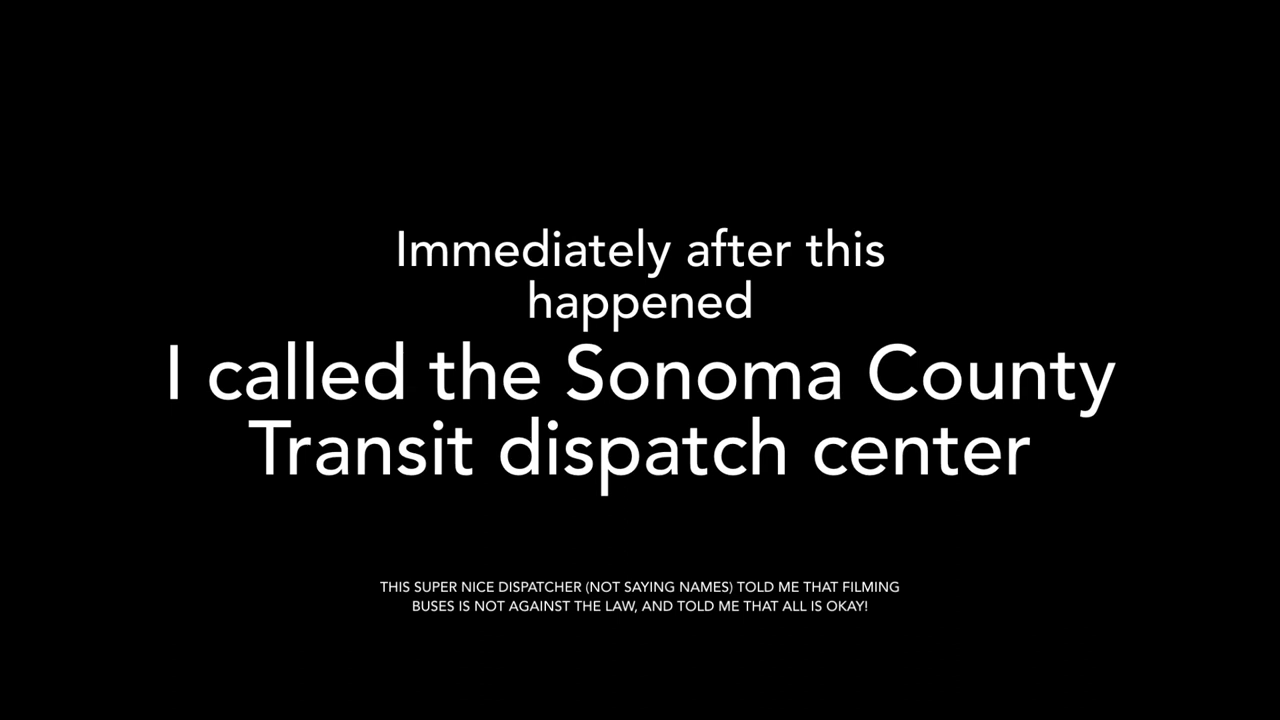 Immediately after this
happened
I called the Sonoma County
Transit dispatch center
THIS SUPER NICE DISPATCHER (NOT SAYING NAMES) TOLD ME THAT FILMING
BUSES IS NOT AGAINST THE LAW, AND TOLD ME THAT ALL IS OKAY!